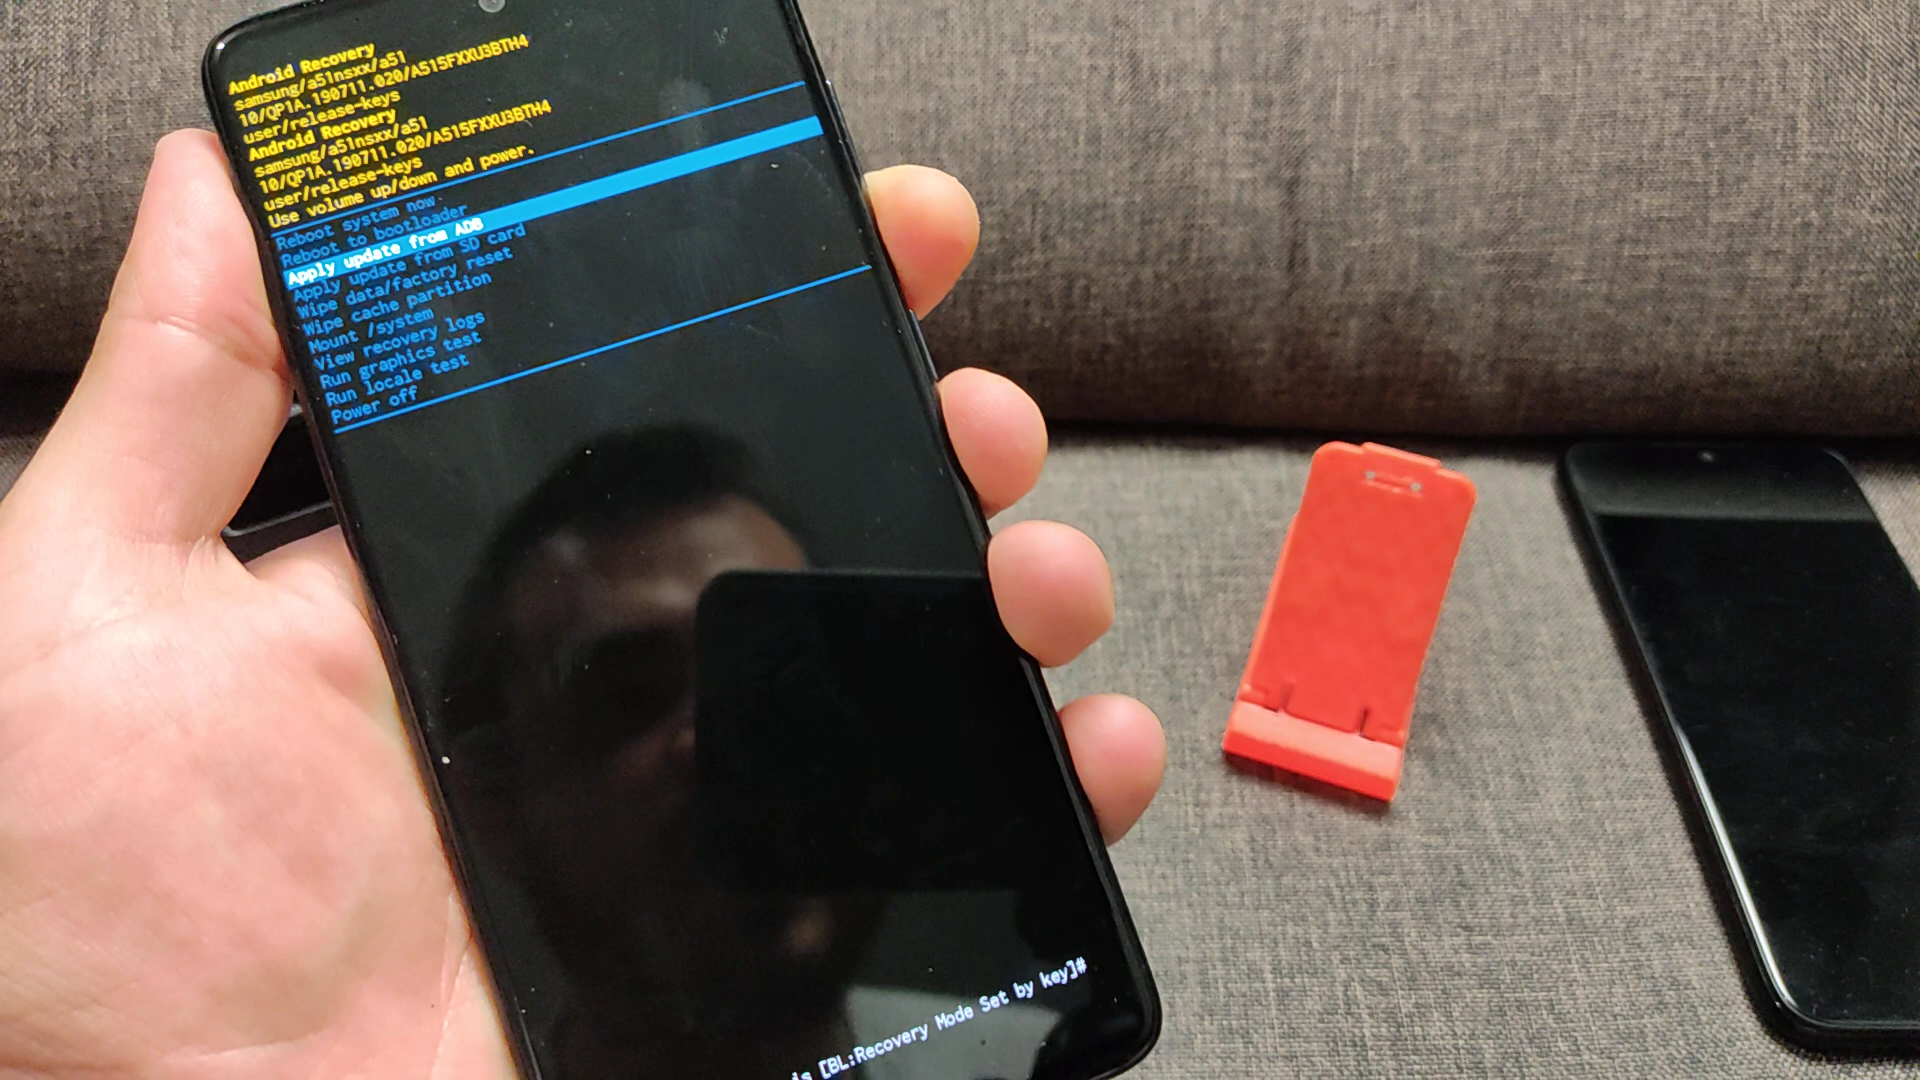 Android Recovery
samsung/a51nsxx/a51
10/QP1A.190711.020/A515FXXU3BTH4
user/release-keys
Android Recovery
samsung/a51nsxx/a51
10/QP1A.190711.020/A515FXXU3BTH4
user/release-keys
Use volume up/down and power.
Reboot system now
Reboot to bootloader
Apply update from ADB
Apply update from SD card
Wipe data/factory reset
Wipe cache partition
Mount /system
View recovery logs
Run graphics test
Run locale test
Power off
is [BL:Recovery Mode Set by key]#